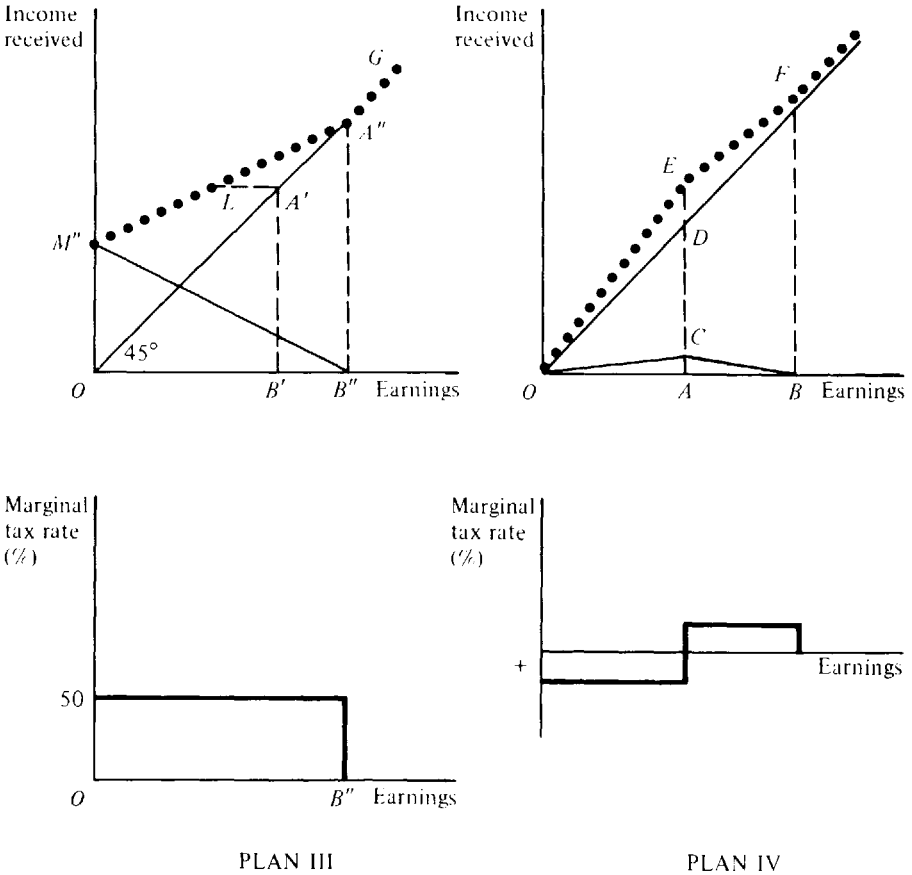 Income
received
G
A″
L
A′
M″
45°
O
B′
B″
Earnings
Income
received
F
E
D
C
O
A
B
Earnings
Marginal
tax rate
(%)
50
O
B″
Earnings
PLAN III
Marginal
tax rate
(%)
+
Earnings
PLAN IV